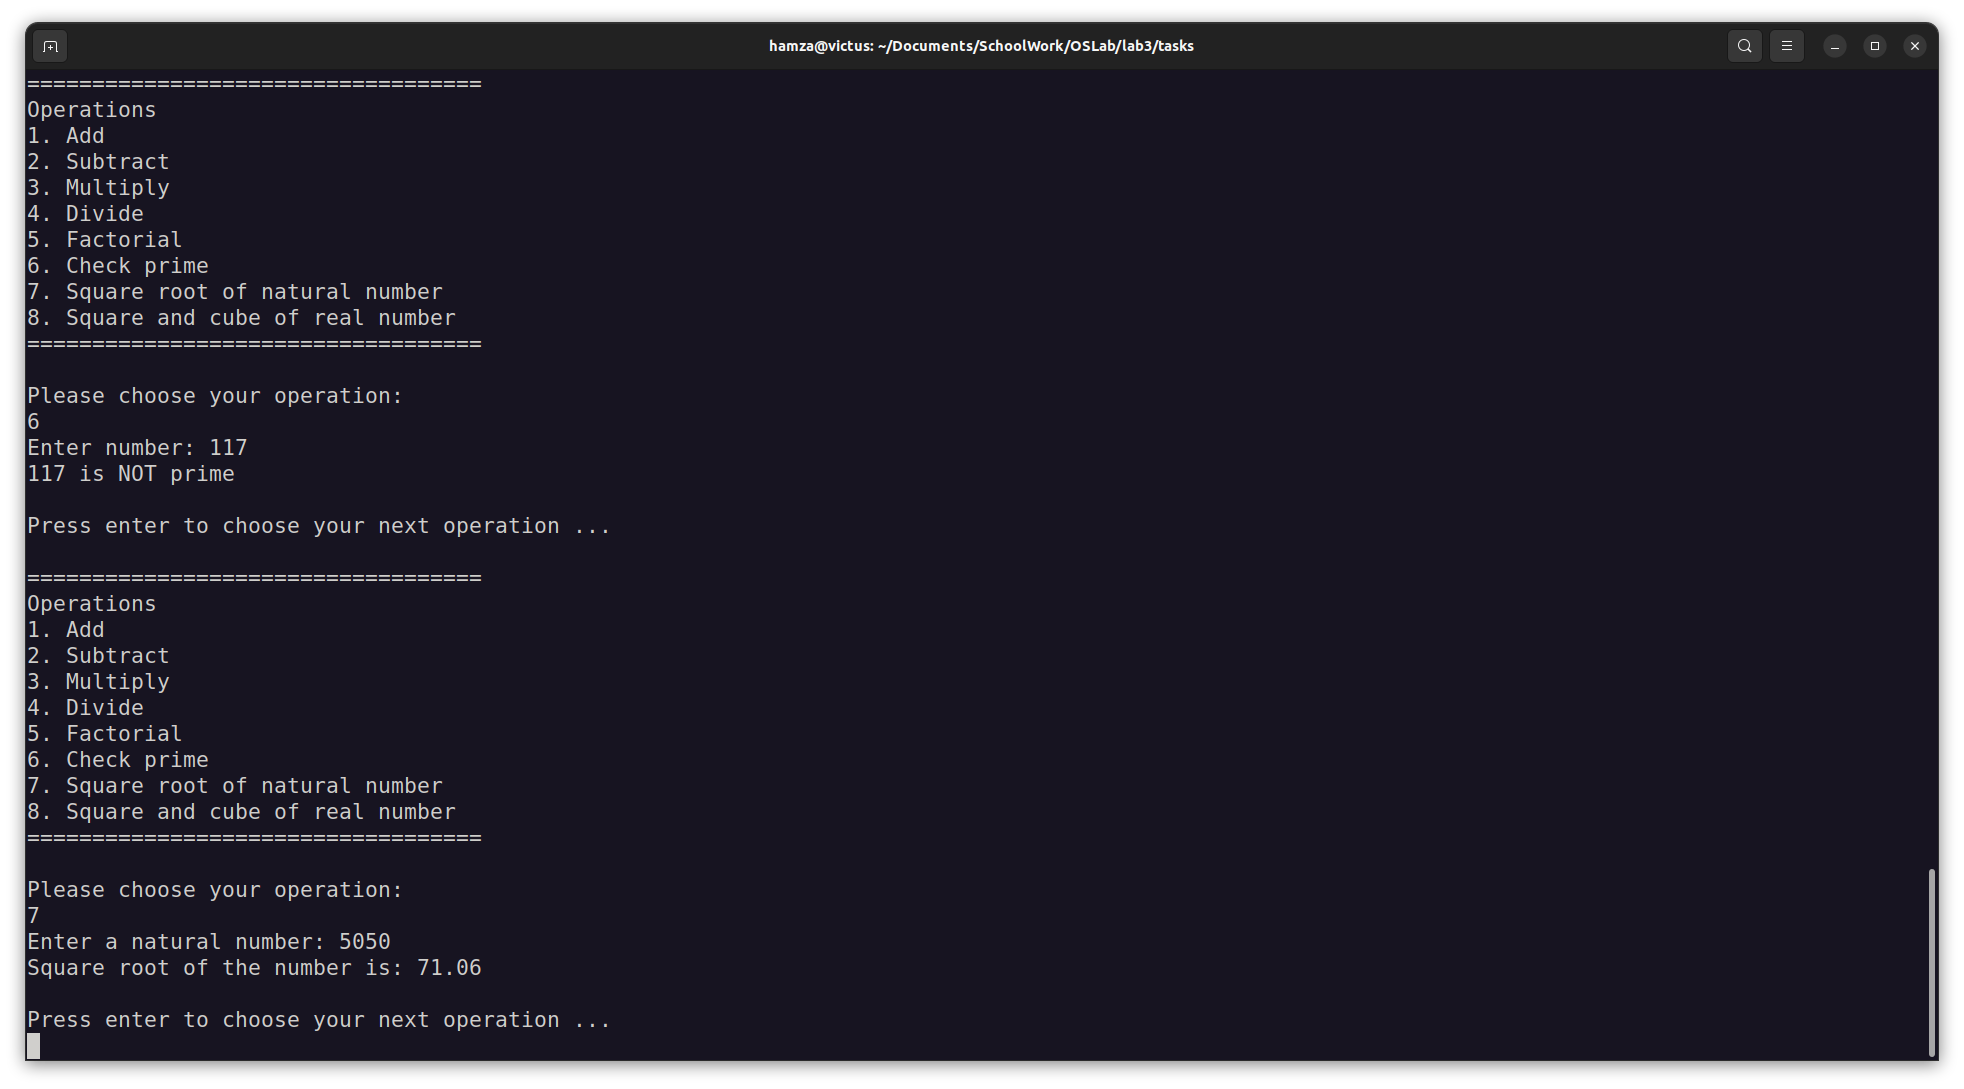 hamza@victus: ~/Documents/SchoolWork/OSLab/lab3/tasks
===================================
Operations
1. Add
2. Subtract
3. Multiply
4. Divide
5. Factorial
6. Check prime
7. Square root of natural number
8. Square and cube of real number
===================================
Please choose your operation:
6
Enter number: 117
117 is NOT prime
Press enter to choose your next operation ...
===================================
Operations
1. Add
2. Subtract
3. Multiply
4. Divide
5. Factorial
6. Check prime
7. Square root of natural number
8. Square and cube of real number
===================================
Please choose your operation:
7
Enter a natural number: 5050
Square root of the number is: 71.06
Press enter to choose your next operation ...